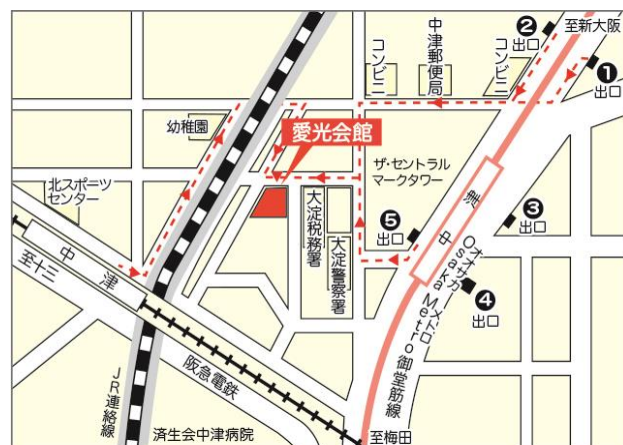 ❷
出口
至新大阪
❶
出口
コンビニ
中津郵便局
コンビニ
幼稚園
愛光会館
ザ・セントラル
マークタワー
北スポーツ
センター
大淀税務署
大淀警察署
❺
出口
中津
❸
出口
中津
至十三
❹
出口
オオサカ メトロ
Osaka Metro御堂筋線
阪急電鉄
JR連絡線
済生会中津病院
至梅田